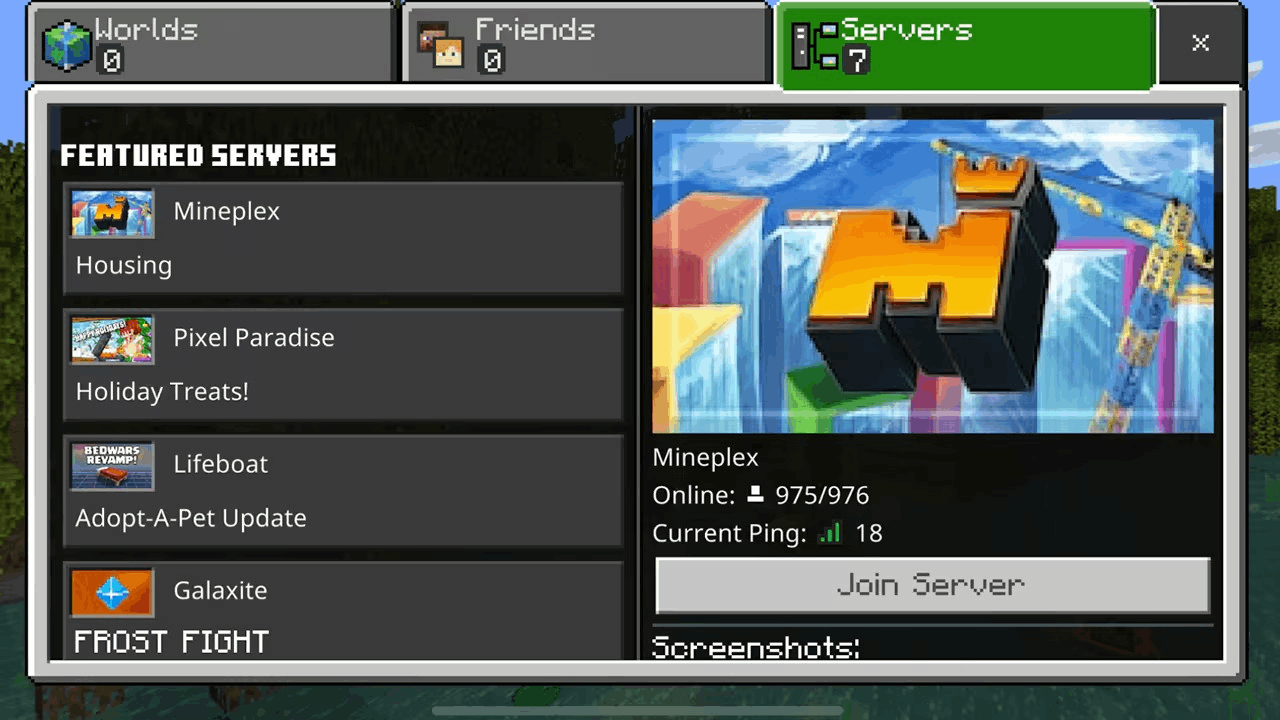 Worlds
0
Friends
0
Servers
7
FEATURED SERVERS
Mineplex
Housing
Pixel Paradise
Holiday Treats!
BEDWARS
REVAMP!
Lifeboat
Adopt-A-Pet Update
Galaxite
FROST FIGHT
M
Mineplex
Online: 975/976
Current Ping: 18
Join Server
Screenshots: